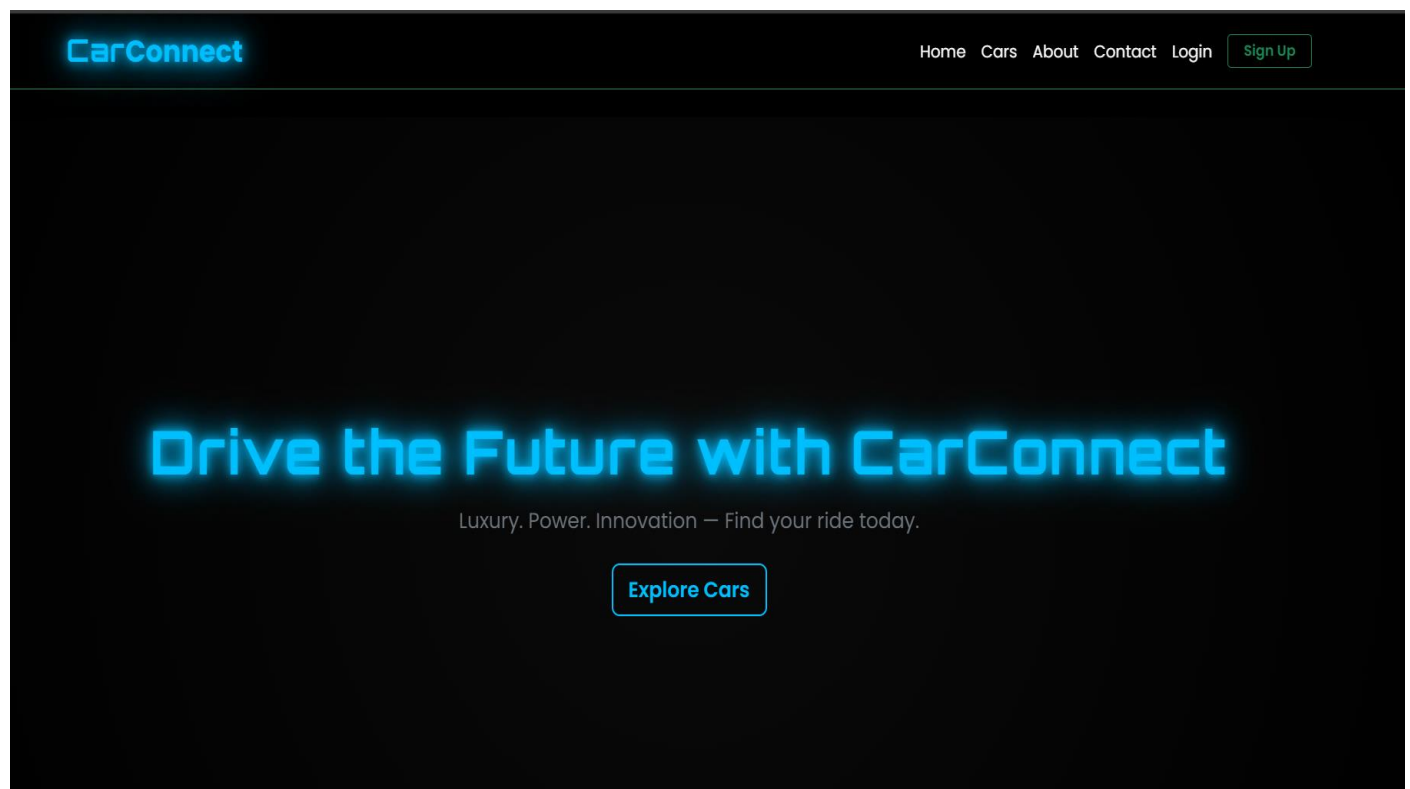 CarConnect
Home Cars About Contact Login Sign Up
Drive the Future with CarConnect
Luxury. Power. Innovation — Find your ride today.
Explore Cars